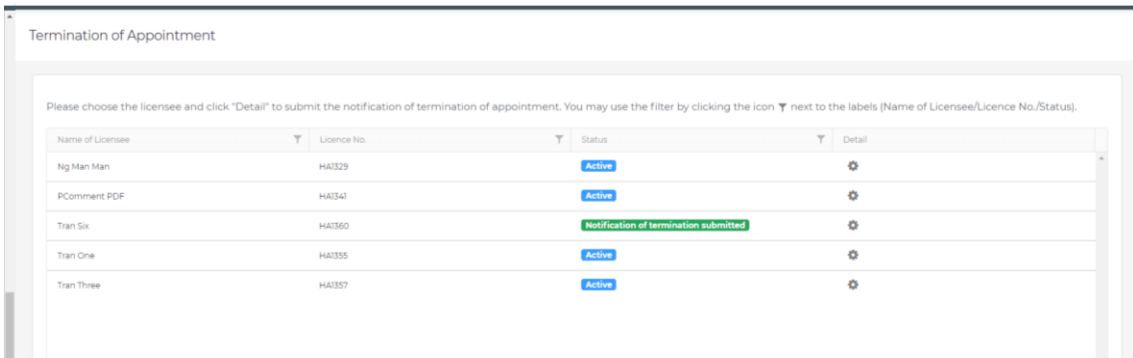 Termination of Appointment
Please choose the licensee and click "Detail" to submit the notification of termination of appointment. You may use the filter by clicking the icon next to the labels (Name of Licensee/Licence No./Status).
Name of Licensee Licence No. Status Detail
Ng Man Man HA1329 Active
PComment PDF HA1341 Active
Tran Six HA1360 Notification of termination submitted
Tran One HA1355 Active
Tran Three HA1357 Active